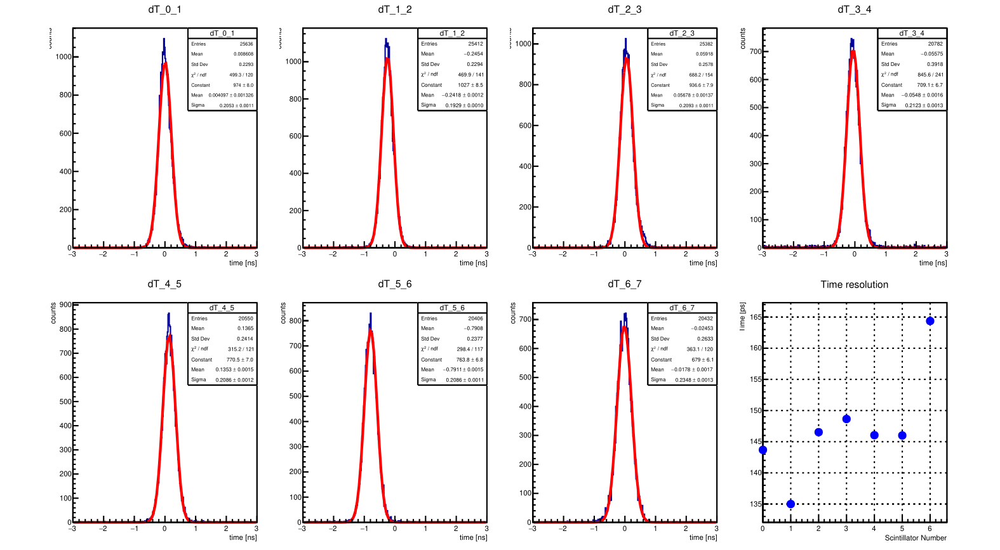 dT_0_1
counts
dT_0_1
Entries 25636
Mean 0.008608
Std Dev 0.2293
χ² / ndf 499.3 / 120
Constant 974 ± 8.0
Mean 0.004097 ± 0.001326
Sigma 0.2053 ± 0.0011
1000
800
600
400
200
0
−3 −2 −1 0 1 2 3
time [ns]
dT_1_2
dT_1_2
Entries 25412
Mean −0.2454
Std Dev 0.2294
χ² / ndf 469.9 / 141
Constant 1027 ± 8.5
Mean −0.2418 ± 0.0012
Sigma 0.1929 ± 0.0010
1000
800
600
400
200
0
−3 −2 −1 0 1 2 3
time [ns]
dT_2_3
counts
dT_2_3
Entries 25382
Mean 0.05918
Std Dev 0.2578
χ² / ndf 688.2 / 154
Constant 936.6 ± 7.9
Mean 0.05678 ± 0.00137
Sigma 0.2093 ± 0.0011
1000
800
600
400
200
0
−3 −2 −1 0 1 2 3
time [ns]
dT_3_4
counts
dT_3_4
Entries 20782
Mean −0.05575
Std Dev 0.3918
χ² / ndf 845.6 / 241
Constant 709.1 ± 6.7
Mean −0.0548 ± 0.0016
Sigma 0.2123 ± 0.0013
700
600
500
400
300
200
100
0
−3 −2 −1 0 1 2 3
time [ns]
dT_4_5
counts
dT_4_5
Entries 20550
Mean 0.1365
Std Dev 0.2414
χ² / ndf 315.2 / 121
Constant 770.5 ± 7.0
Mean 0.1353 ± 0.0015
Sigma 0.2086 ± 0.0012
900
800
700
600
500
400
300
200
100
0
−3 −2 −1 0 1 2 3
time [ns]
dT_5_6
counts
dT_5_6
Entries 20406
Mean −0.7908
Std Dev 0.2377
χ² / ndf 298.4 / 117
Constant 763.8 ± 6.8
Mean −0.7911 ± 0.0015
Sigma 0.2086 ± 0.0011
800
700
600
500
400
300
200
100
0
−3 −2 −1 0 1 2 3
time [ns]
dT_6_7
counts
dT_6_7
Entries 20432
Mean −0.02453
Std Dev 0.2633
χ² / ndf 363.1 / 120
Constant 679 ± 6.1
Mean −0.0178 ± 0.0017
Sigma 0.2348 ± 0.0013
700
600
500
400
300
200
100
0
−3 −2 −1 0 1 2 3
time [ns]
Time resolution
Time [ps]
165
160
155
150
145
140
135
0 1 2 3 4 5 6
Scintillator Number